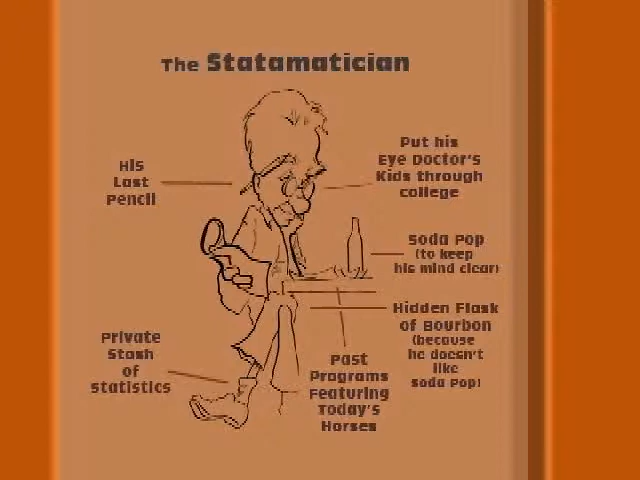 The Statamatician
His
Last
Pencil
Put his
Eye Doctor's
Kids through
college
Soda Pop
(to keep
his mind clear)
Hidden Flask
of Bourbon
(because
he doesn't
like
soda Pop)
Private
Stash
of
statistics
Past
Programs
Featuring
Today's
Horses